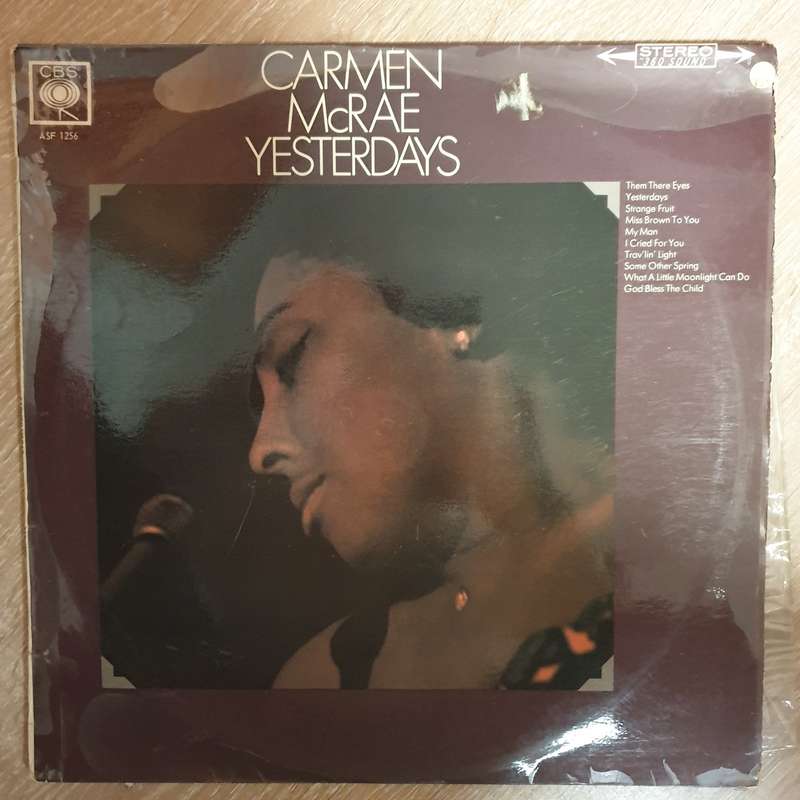 CBS
ASF 1256
CARMEN
McRAE
YESTERDAYS
STEREO
"360 SOUND"
Them There Eyes
Yesterdays
Strange Fruit
Miss Brown To You
My Man
I Cried For You
Trav'lin' Light
Some Other Spring
What A Little Moonlight Can Do
God Bless The Child